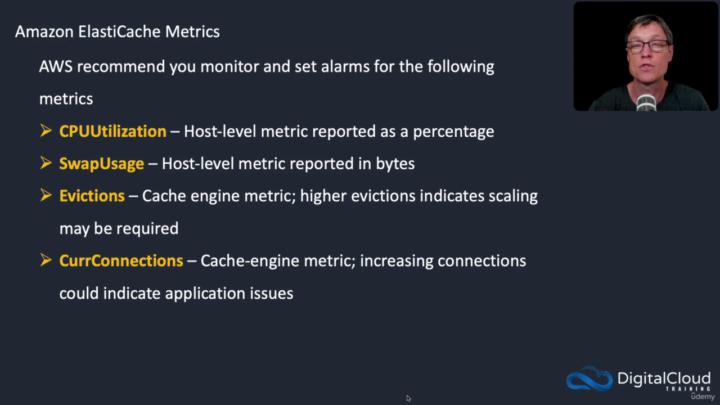 Amazon ElastiCache Metrics
AWS recommend you monitor and set alarms for the following
metrics
➢ CPUUtilization – Host-level metric reported as a percentage
➢ SwapUsage – Host-level metric reported in bytes
➢ Evictions – Cache engine metric; higher evictions indicates scaling
may be required
➢ CurrConnections – Cache-engine metric; increasing connections
could indicate application issues
DigitalCloud
TRAINING
ûdemy